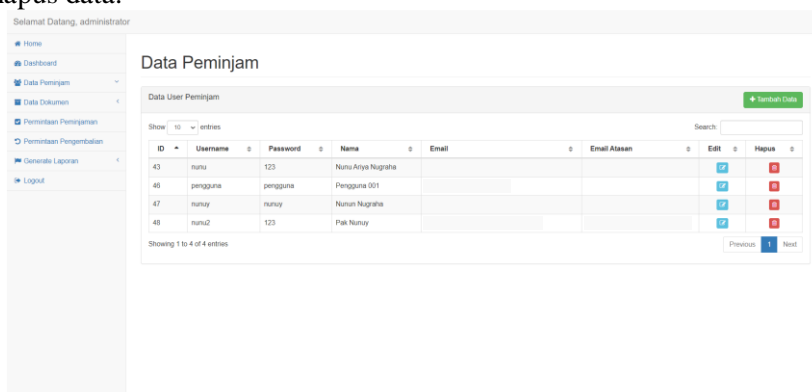 apus data.
Selamat Datang, administrator
Home
Dashboard
Data Peminjam
Data Dokumen
Permintaan Peminjaman
Permintaan Pengembalian
Generate Laporan
Logout
Data Peminjam
Data User Peminjam
Tambah Data
Show 10 entries
Search:
ID Username Password Nama Email Email Atasan Edit Hapus
43 nunu 123 Nunu Ariya Nugraha
46 pengguna pengguna Pengguna 001
47 nunuy nunuy Nunun Nugraha
48 nunu2 123 Pak Nunuy
Showing 1 to 4 of 4 entries
Previous 1 Next